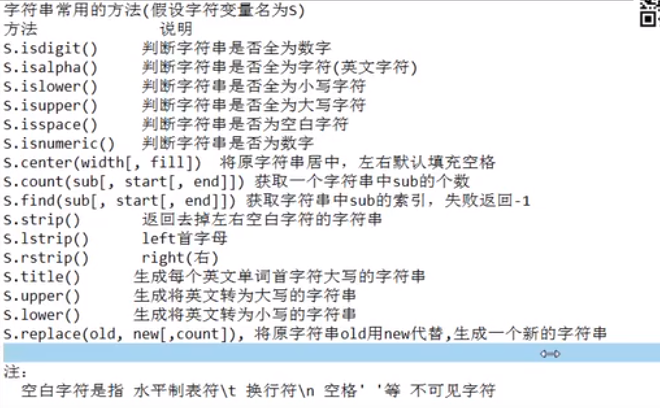 字符串常用的方法(假设字符变量名为S)
方法 说明
S.isdigit() 判断字符串是否全为数字
S.isalpha() 判断字符串是否全为字符(英文字符)
S.islower() 判断字符串是否全为小写字符
S.isupper() 判断字符串是否全为大写字符
S.isspace() 判断字符串是否为空白字符
S.isnumeric() 判断字符串是否为数字
S.center(width[, fill]) 将原字符串居中，左右默认填充空格
S.count(sub[, start[, end]]) 获取一个字符串中sub的个数
S.find(sub[, start[, end]]) 获取字符串中sub的索引，失败返回-1
S.strip() 返回去掉左右空白字符的字符串
S.lstrip() left首字母
S.rstrip() right(右)
S.title() 生成每个英文单词首字符大写的字符串
S.upper() 生成将英文转为大写的字符串
S.lower() 生成将英文转为小写的字符串
S.replace(old, new[,count]), 将原字符串old用new代替,生成一个新的字符串
注：
空白字符是指 水平制表符\t 换行符\n 空格' '等 不可见字符